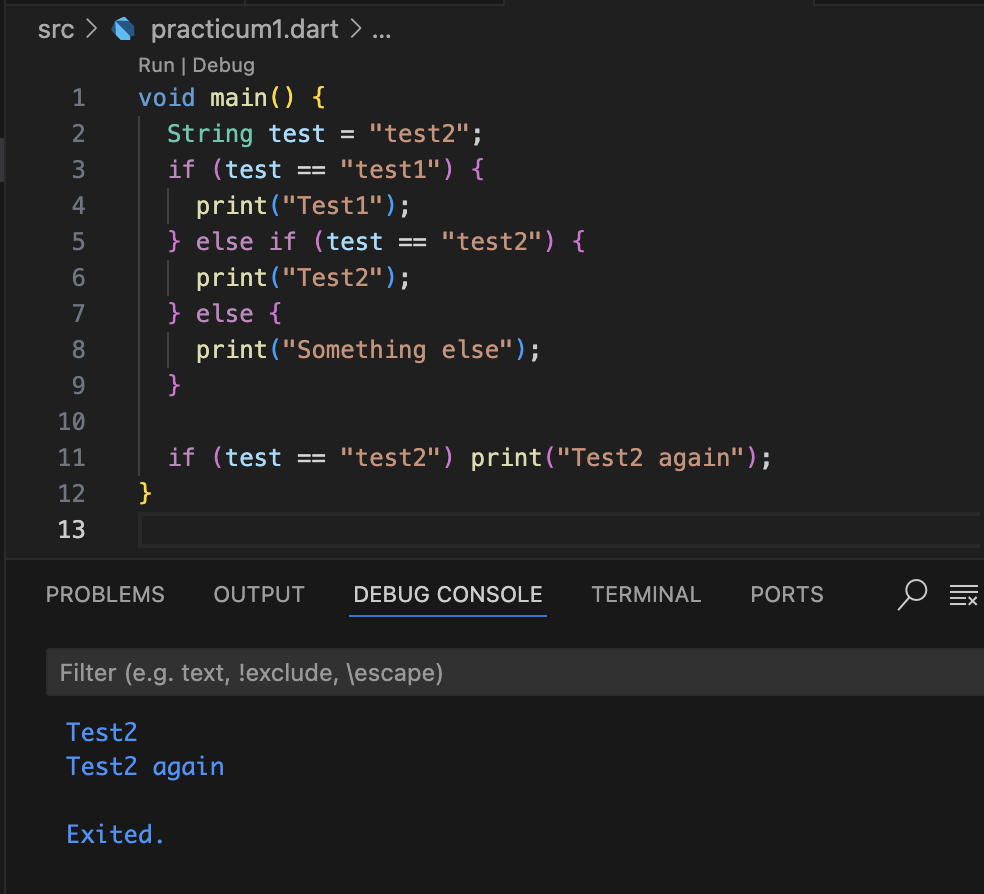 src > practicum1.dart > ...
Run | Debug
1 void main() {
2   String test = "test2";
3   if (test == "test1") {
4     print("Test1");
5   } else if (test == "test2") {
6     print("Test2");
7   } else {
8     print("Something else");
9   }
10
11   if (test == "test2") print("Test2 again");
12 }
13
PROBLEMS OUTPUT DEBUG CONSOLE TERMINAL PORTS
Filter (e.g. text, !exclude, \escape)
Test2
Test2 again
Exited.